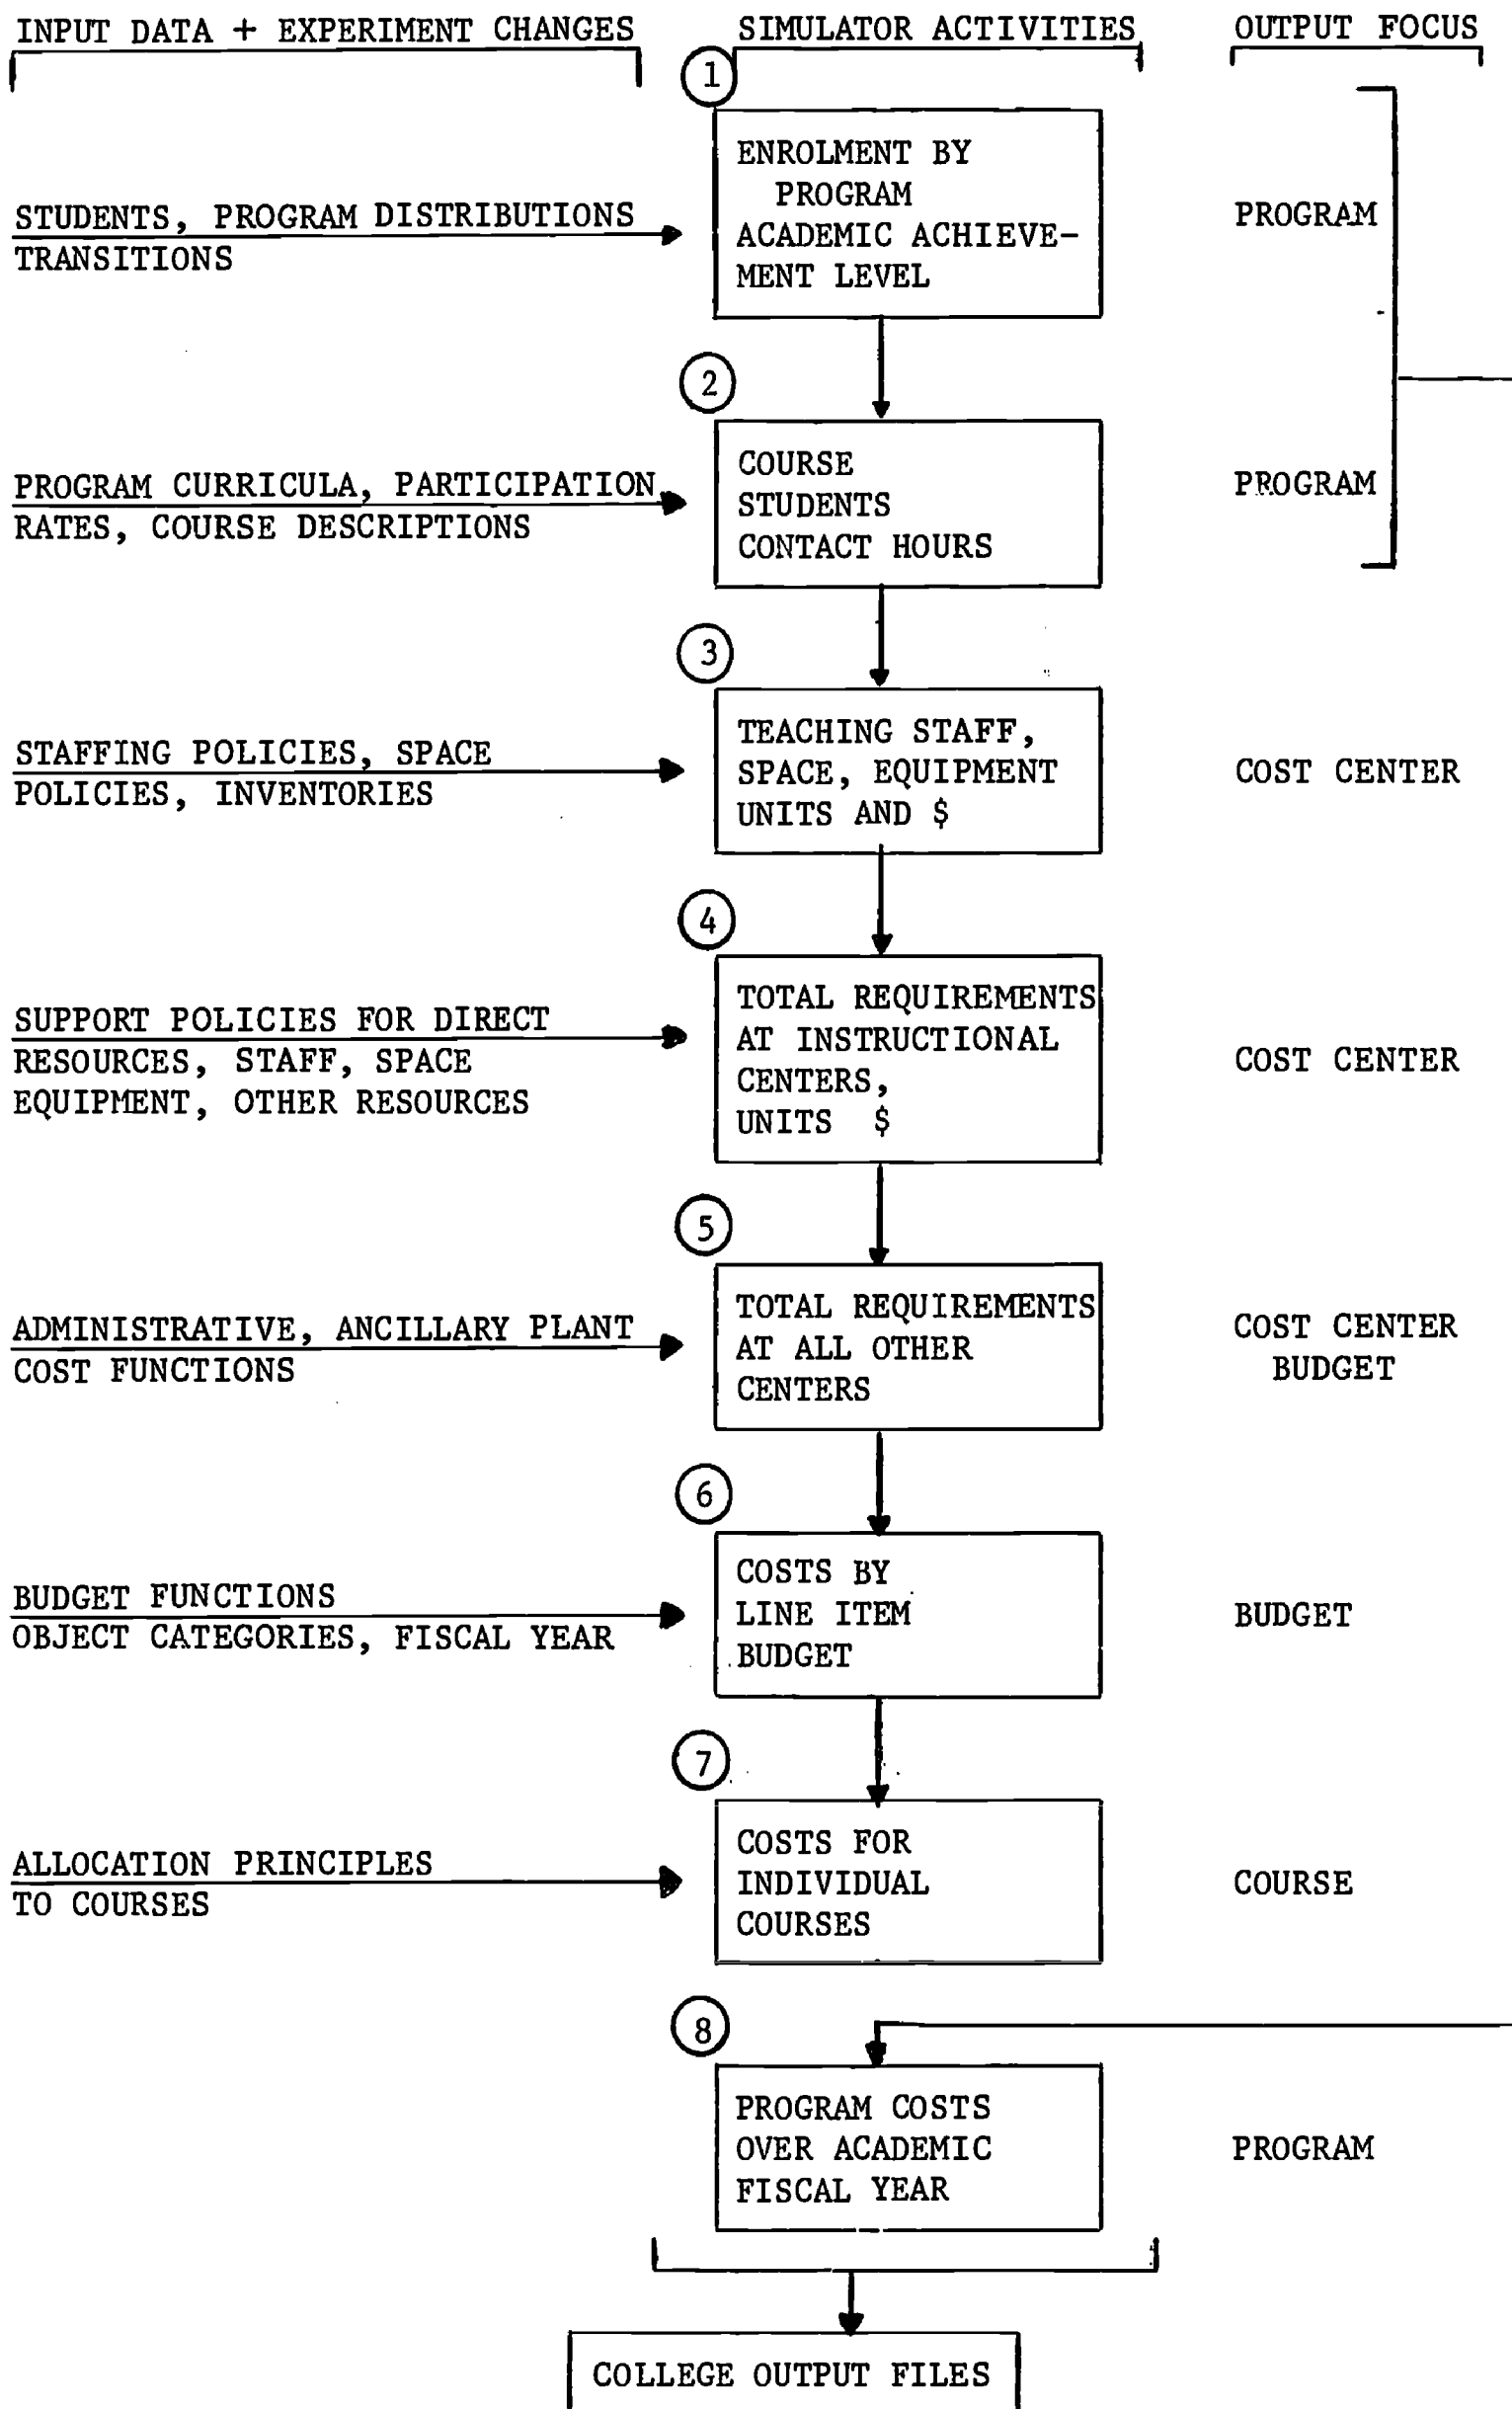 INPUT DATA + EXPERIMENT CHANGES
SIMULATOR ACTIVITIES
OUTPUT FOCUS
1
ENROLMENT BY
PROGRAM
ACADEMIC ACHIEVE-
MENT LEVEL
STUDENTS, PROGRAM DISTRIBUTIONS
TRANSITIONS
PROGRAM
2
PROGRAM CURRICULA, PARTICIPATION
RATES, COURSE DESCRIPTIONS
COURSE
STUDENTS
CONTACT HOURS
PROGRAM
3
STAFFING POLICIES, SPACE
POLICIES, INVENTORIES
TEACHING STAFF,
SPACE, EQUIPMENT
UNITS AND $
COST CENTER
4
SUPPORT POLICIES FOR DIRECT
RESOURCES, STAFF, SPACE
EQUIPMENT, OTHER RESOURCES
TOTAL REQUIREMENTS
AT INSTRUCTIONAL
CENTERS,
UNITS $
COST CENTER
5
ADMINISTRATIVE, ANCILLARY PLANT
COST FUNCTIONS
TOTAL REQUIREMENTS
AT ALL OTHER
CENTERS
COST CENTER
BUDGET
6
BUDGET FUNCTIONS
OBJECT CATEGORIES, FISCAL YEAR
COSTS BY
LINE ITEM
BUDGET
BUDGET
7
ALLOCATION PRINCIPLES
TO COURSES
COSTS FOR
INDIVIDUAL
COURSES
COURSE
8
PROGRAM COSTS
OVER ACADEMIC
FISCAL YEAR
PROGRAM
COLLEGE OUTPUT FILES